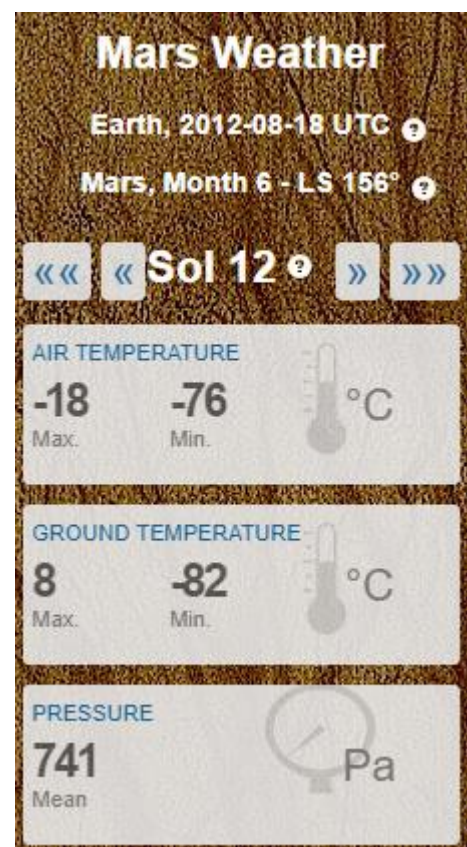 Mars Weather
Earth, 2012-08-18 UTC ?
Mars, Month 6 - LS 156° ?
«« « Sol 12 ? » »»
AIR TEMPERATURE
-18 -76 °C
Max. Min.
GROUND TEMPERATURE
8 -82 °C
Max. Min.
PRESSURE
741 Pa
Mean